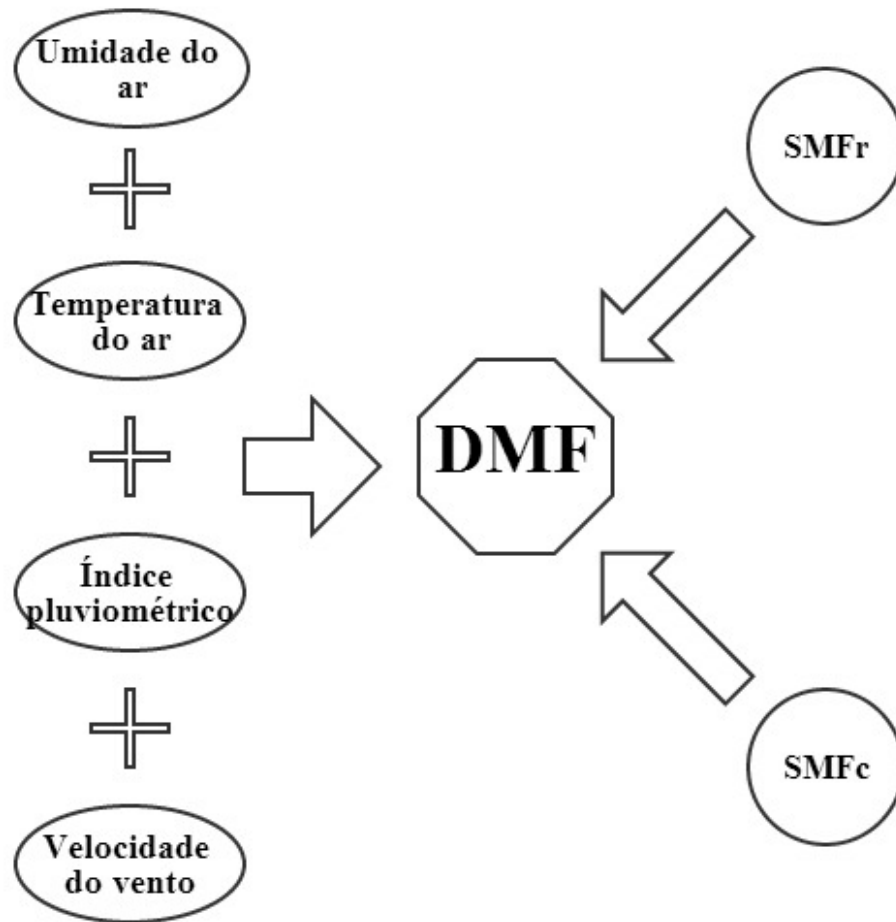 Umidade do
ar
Temperatura
do ar
Índice
pluviométrico
Velocidade
do vento
DMF
SMFr
SMFc